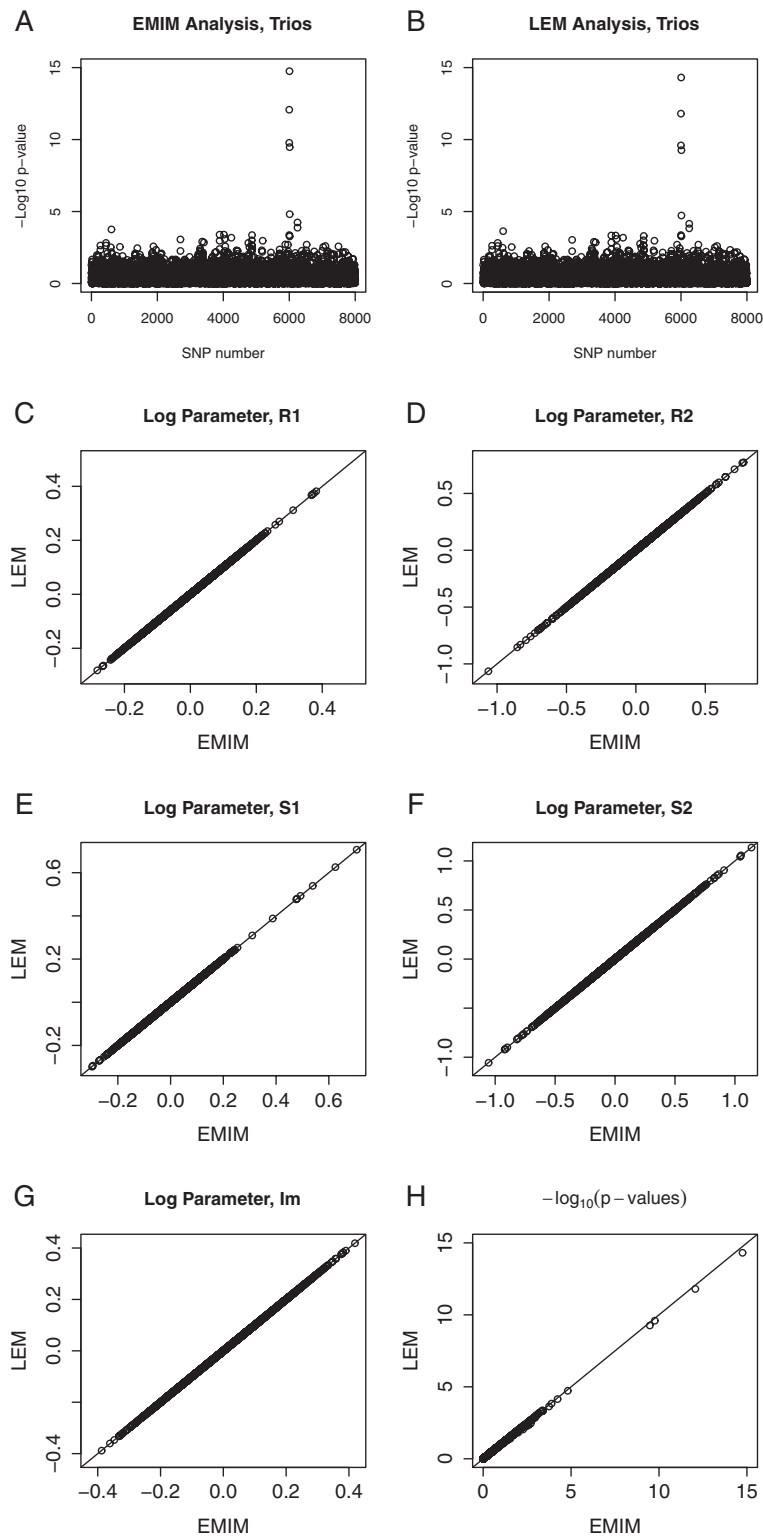 A
EMIM Analysis, Trios
−Log10 p−value
15
10
5
0
0 2000 4000 6000 8000
SNP number
B
LEM Analysis, Trios
−Log10 p−value
15
10
5
0
0 2000 4000 6000 8000
SNP number
C
Log Parameter, R1
LEM
0.4
0.2
0.0
−0.2
−0.2 0.0 0.2 0.4
EMIM
D
Log Parameter, R2
LEM
0.5
0.0
−0.5
−1.0
−1.0 −0.5 0.0 0.5
EMIM
E
Log Parameter, S1
LEM
0.6
0.2
−0.2
−0.2 0.0 0.2 0.4 0.6
EMIM
F
Log Parameter, S2
LEM
1.0
0.5
0.0
−1.0
−1.0 −0.5 0.0 0.5 1.0
EMIM
G
Log Parameter, Im
LEM
0.4
0.2
0.0
−0.4
−0.4 −0.2 0.0 0.2 0.4
EMIM
H
−log₁₀(p−values)
LEM
15
10
5
0
0 5 10 15
EMIM